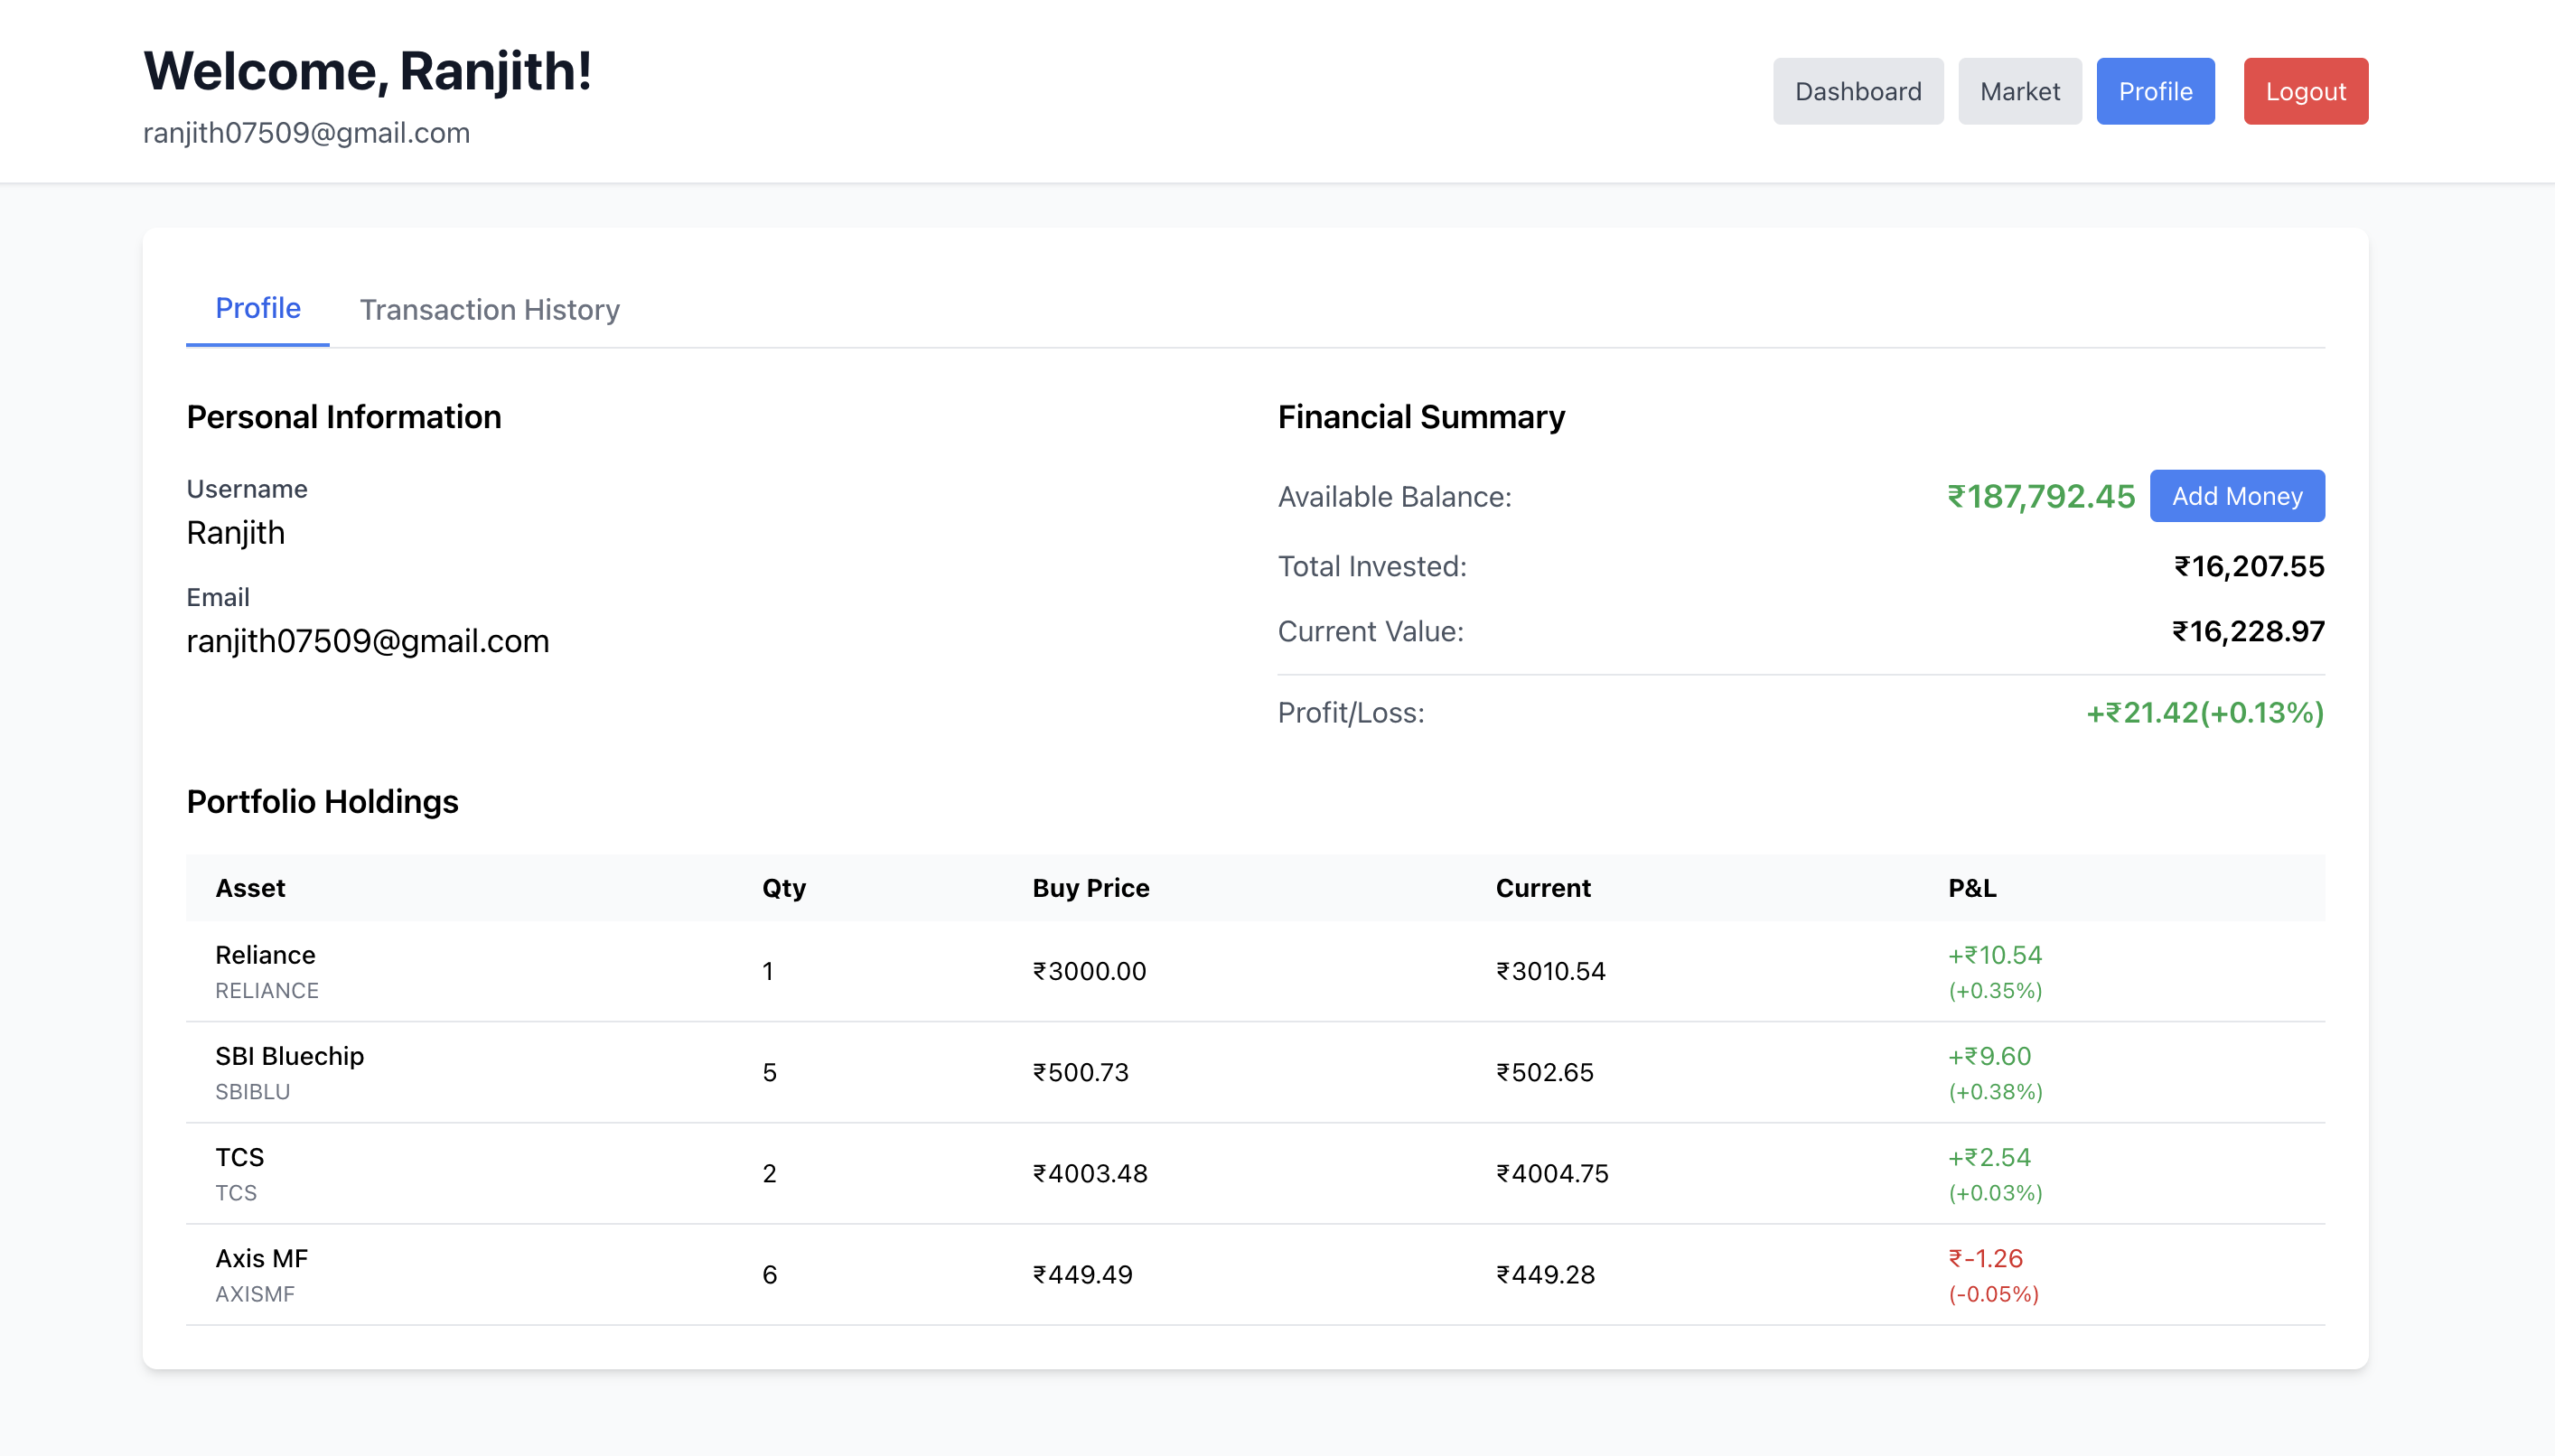 Welcome, Ranjith!
ranjith07509@gmail.com
Dashboard Market Profile Logout
Profile Transaction History
Personal Information
Username
Ranjith
Email
ranjith07509@gmail.com
Financial Summary
Available Balance: ₹187,792.45 Add Money
Total Invested: ₹16,207.55
Current Value: ₹16,228.97
Profit/Loss: +₹21.42(+0.13%)
Portfolio Holdings
Asset Qty Buy Price Current P&L
Reliance
RELIANCE
1 ₹3000.00 ₹3010.54
+₹10.54
(+0.35%)
SBI Bluechip
SBIBLU
5 ₹500.73 ₹502.65
+₹9.60
(+0.38%)
TCS
TCS
2 ₹4003.48 ₹4004.75
+₹2.54
(+0.03%)
Axis MF
AXISMF
6 ₹449.49 ₹449.28
₹-1.26
(-0.05%)